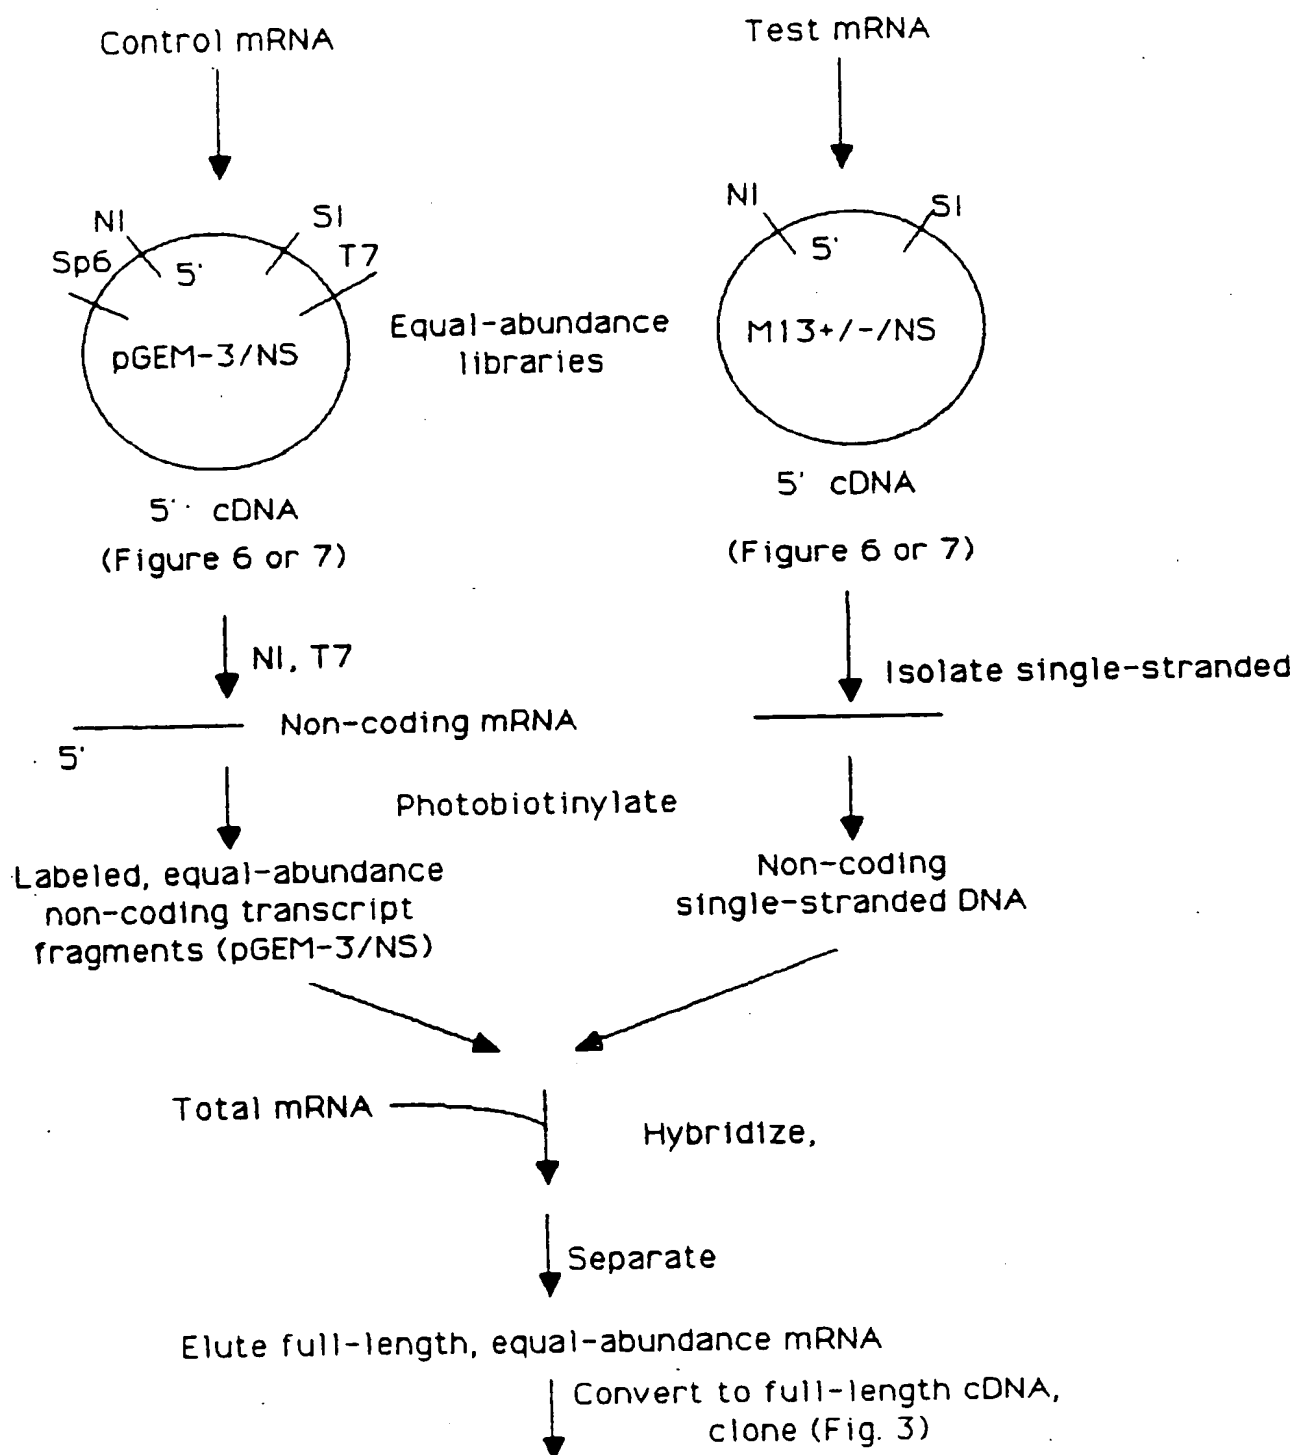 Control mRNA
Test mRNA
NI
SI
Sp6
5'
T7
pGEM-3/NS
NI
SI
5'
M13+/-/NS
Equal-abundance
libraries
5' cDNA
(Figure 6 or 7)
5' cDNA
(Figure 6 or 7)
NI, T7
Isolate single-stranded
Non-coding mRNA
5'
Photobiotinylate
Labeled, equal-abundance
non-coding transcript
fragments (pGEM-3/NS)
Non-coding
single-stranded DNA
Total mRNA
Hybridize,
Separate
Elute full-length, equal-abundance mRNA
Convert to full-length cDNA,
clone (Fig. 3)